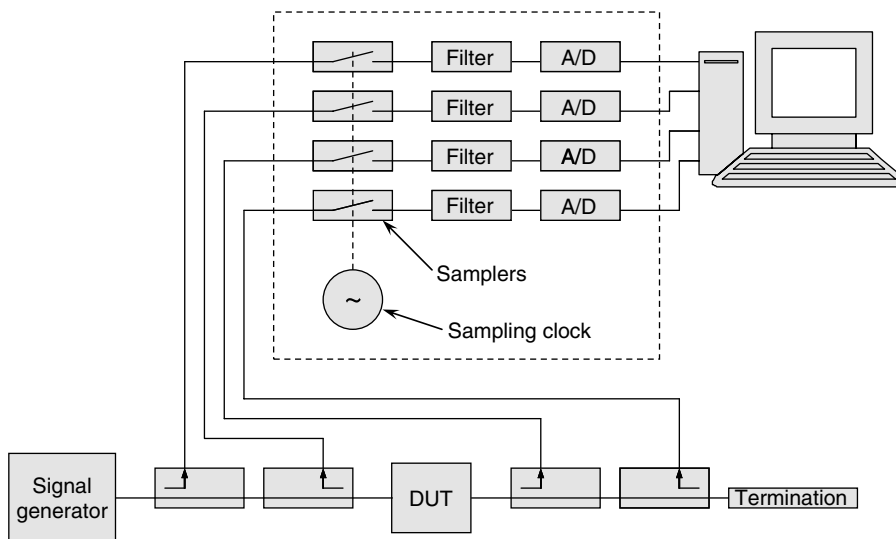 Filter A/D
Filter A/D
Filter A/D
Filter A/D
Samplers
~
Sampling clock
Signal
generator
DUT
Termination